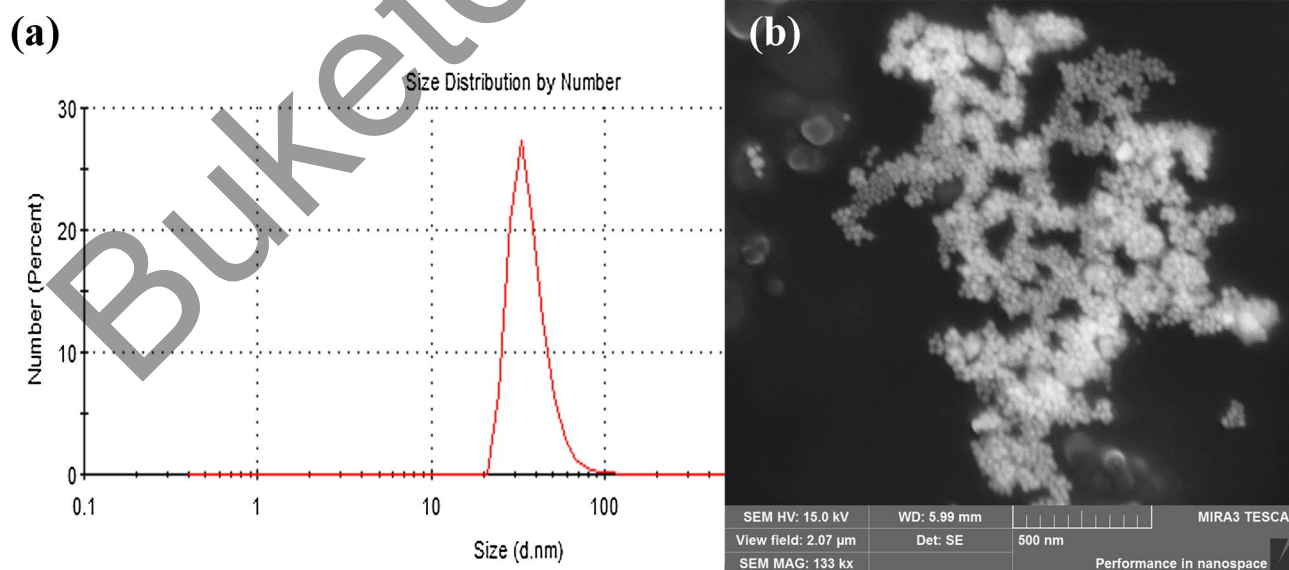 (a)
Buketo
Size Distribution by Number
30
20
10
0
Number (Percent)
0.1 1 10 100
Size (d.nm)
(b)
SEM HV: 15.0 kV WD: 5.99 mm MIRA3 TESCA
View field: 2.07 µm Det: SE 500 nm
SEM MAG: 133 kx Performance in nanospace